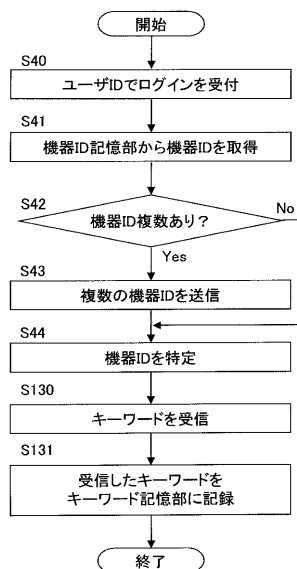 開始
S40
ユーザIDでログインを受付
S41
機器ID記憶部から機器IDを取得
S42
機器ID複数あり？
No
Yes
S43
複数の機器IDを送信
S44
機器IDを特定
S130
キーワードを受信
S131
受信したキーワードを
キーワード記憶部に記録
終了